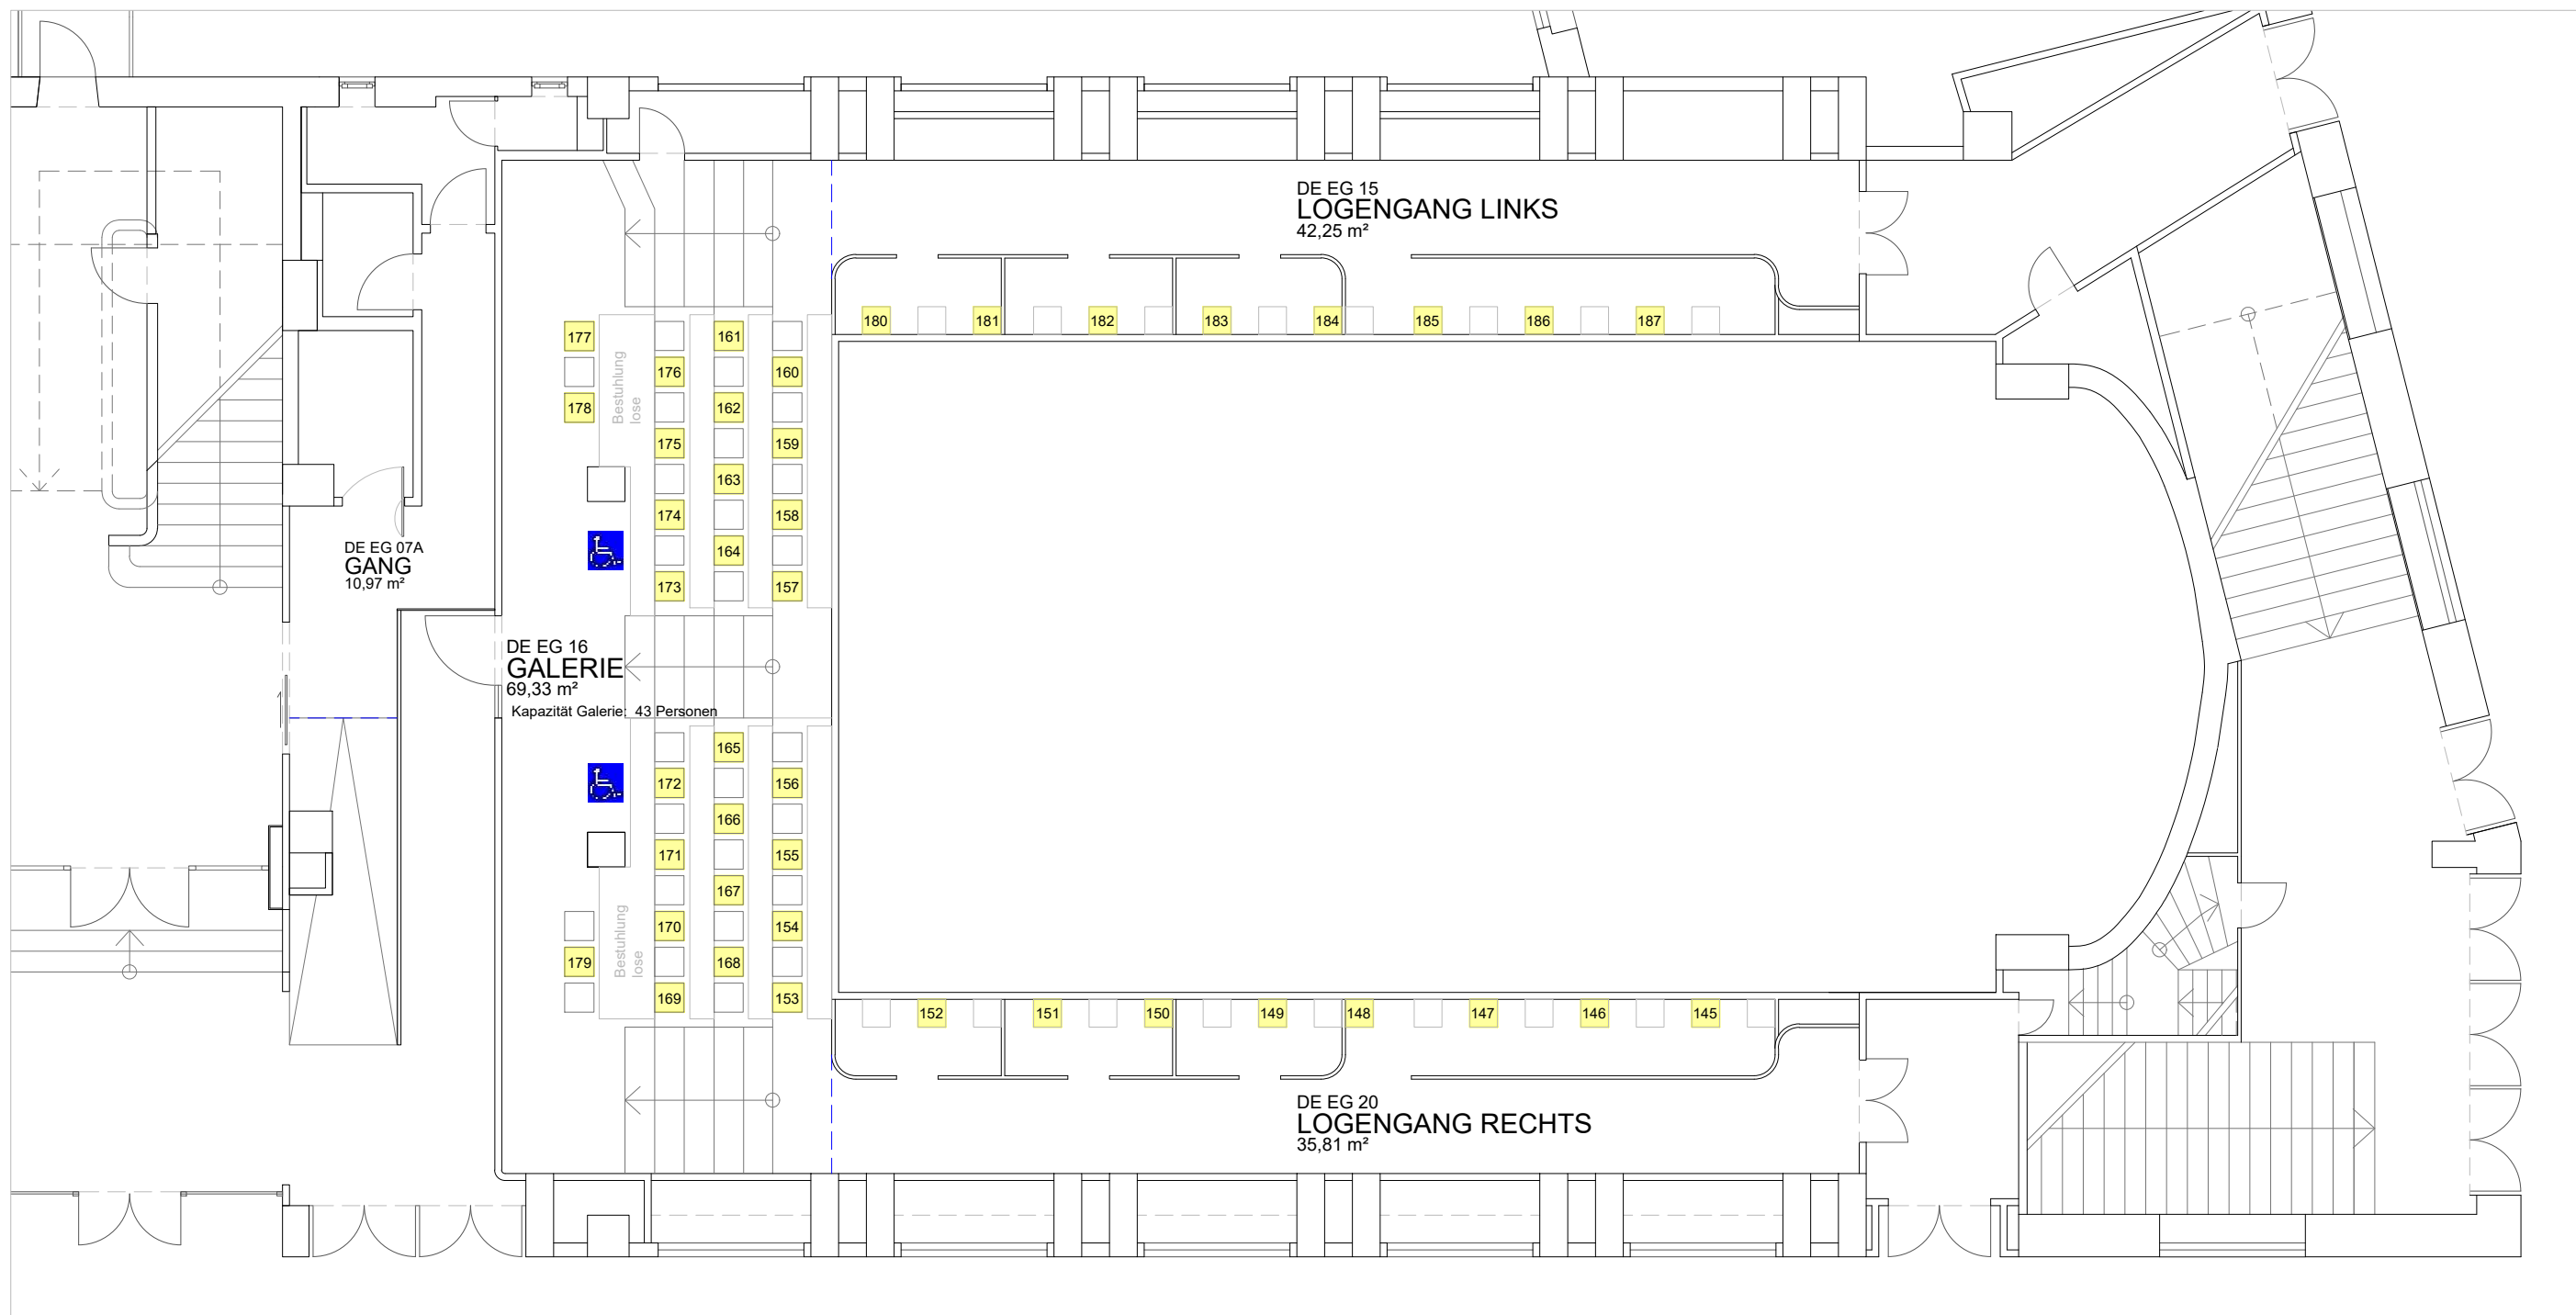 DE EG 15
LOGENGANG LINKS
42,25 m²
180 181 182 183 184 185 186 187
177 161
176 160
178 162
175 159
163
174 158
164
173 157
Bestuhlung
lose
DE EG 07A
GANG
10,97 m²
DE EG 16
GALERIE
69,33 m²
Kapazität Galerie: 43 Personen
165
172 156
166
171 155
167
170 154
179 168
169 153
Bestuhlung
lose
152 151 150 149 148 147 146 145
DE EG 20
LOGENGANG RECHTS
35,81 m²